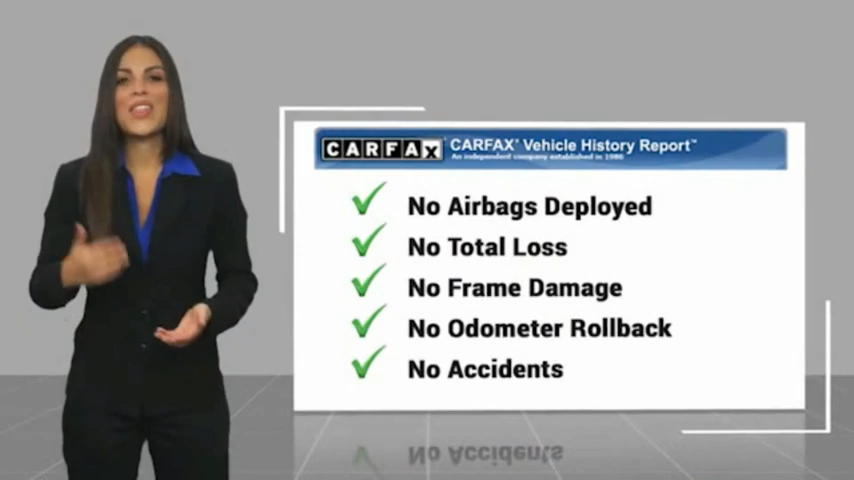 CARFAX CARFAX® Vehicle History Report™
An independent company established in 1986
No Airbags Deployed
No Total Loss
No Frame Damage
No Odometer Rollback
No Accidents
No Accidents